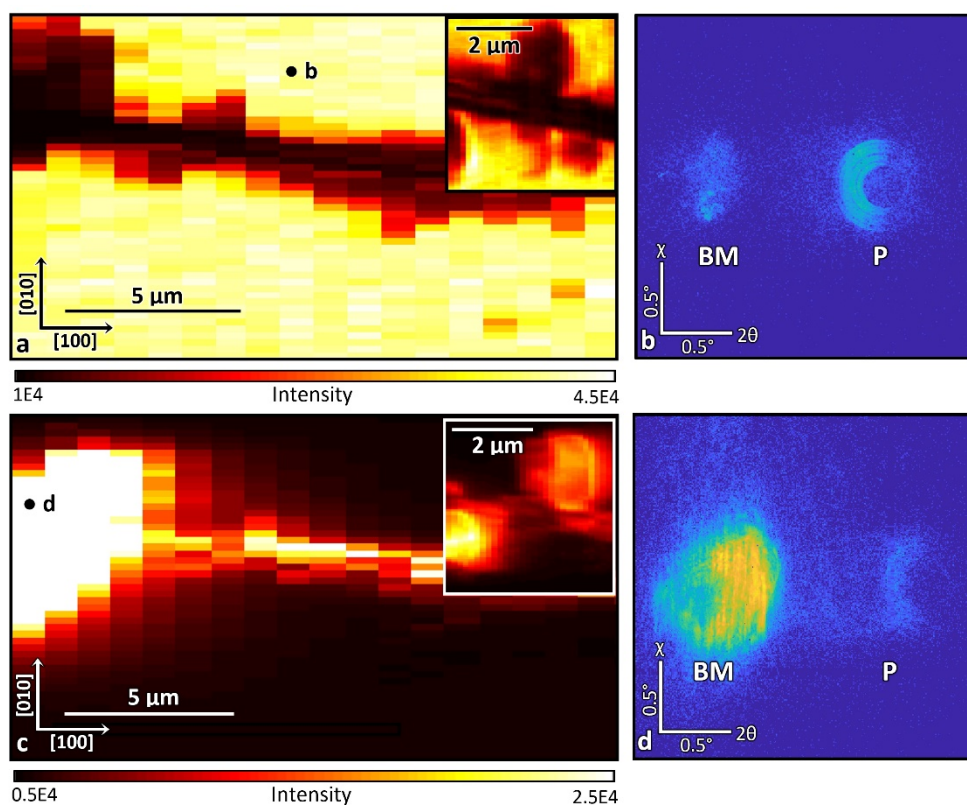 2 µm
b
[010]
5 µm
[100]
a
1E4 Intensity 4.5E4
BM P
χ
0.5°
0.5° 2θ
b
2 µm
d
[010]
5 µm
[100]
c
0.5E4 Intensity 2.5E4
BM P
χ
0.5°
0.5° 2θ
d